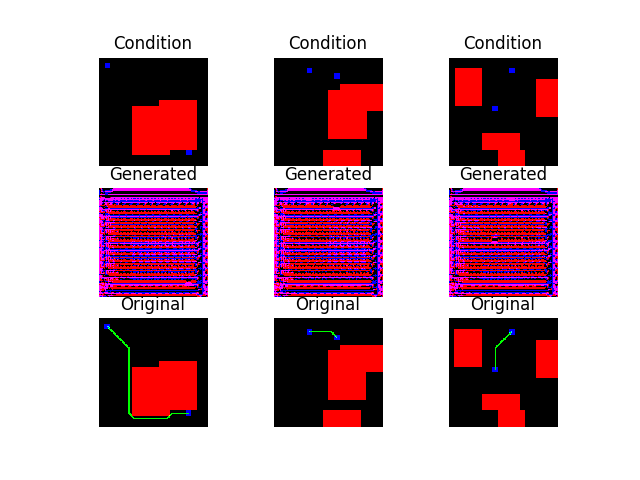 Condition Condition Condition
Generated Generated Generated
Original Original Original